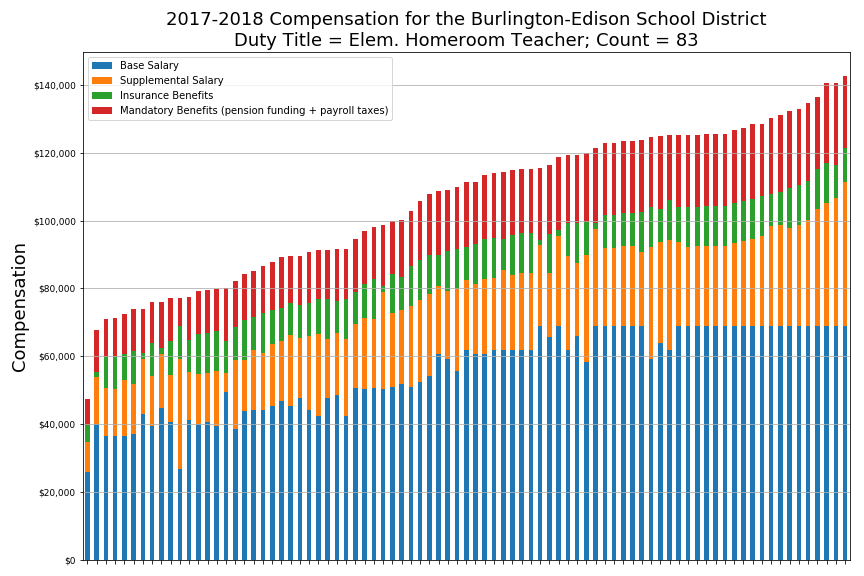 2017-2018 Compensation for the Burlington-Edison School District
Duty Title = Elem. Homeroom Teacher; Count = 83
Base Salary
Supplemental Salary
Insurance Benefits
Mandatory Benefits (pension funding + payroll taxes)
Compensation
$140,000
$120,000
$100,000
$80,000
$60,000
$40,000
$20,000
$0